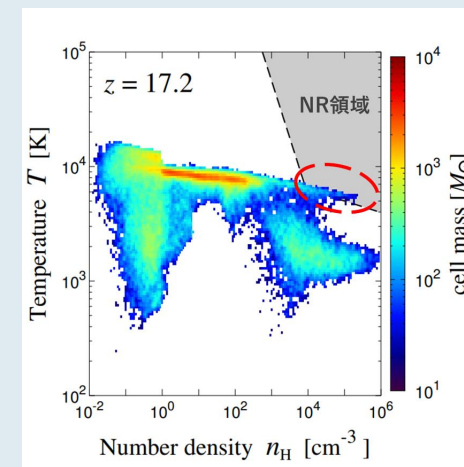 10^5
10^4
10^3
10^2
Temperature T [K]
z = 17.2
NR領域
10^-2
10^0
10^2
10^4
10^6
Number density n_H [cm^-3 ]
10^4
10^3
10^2
10^1
cell mass [M⊙]